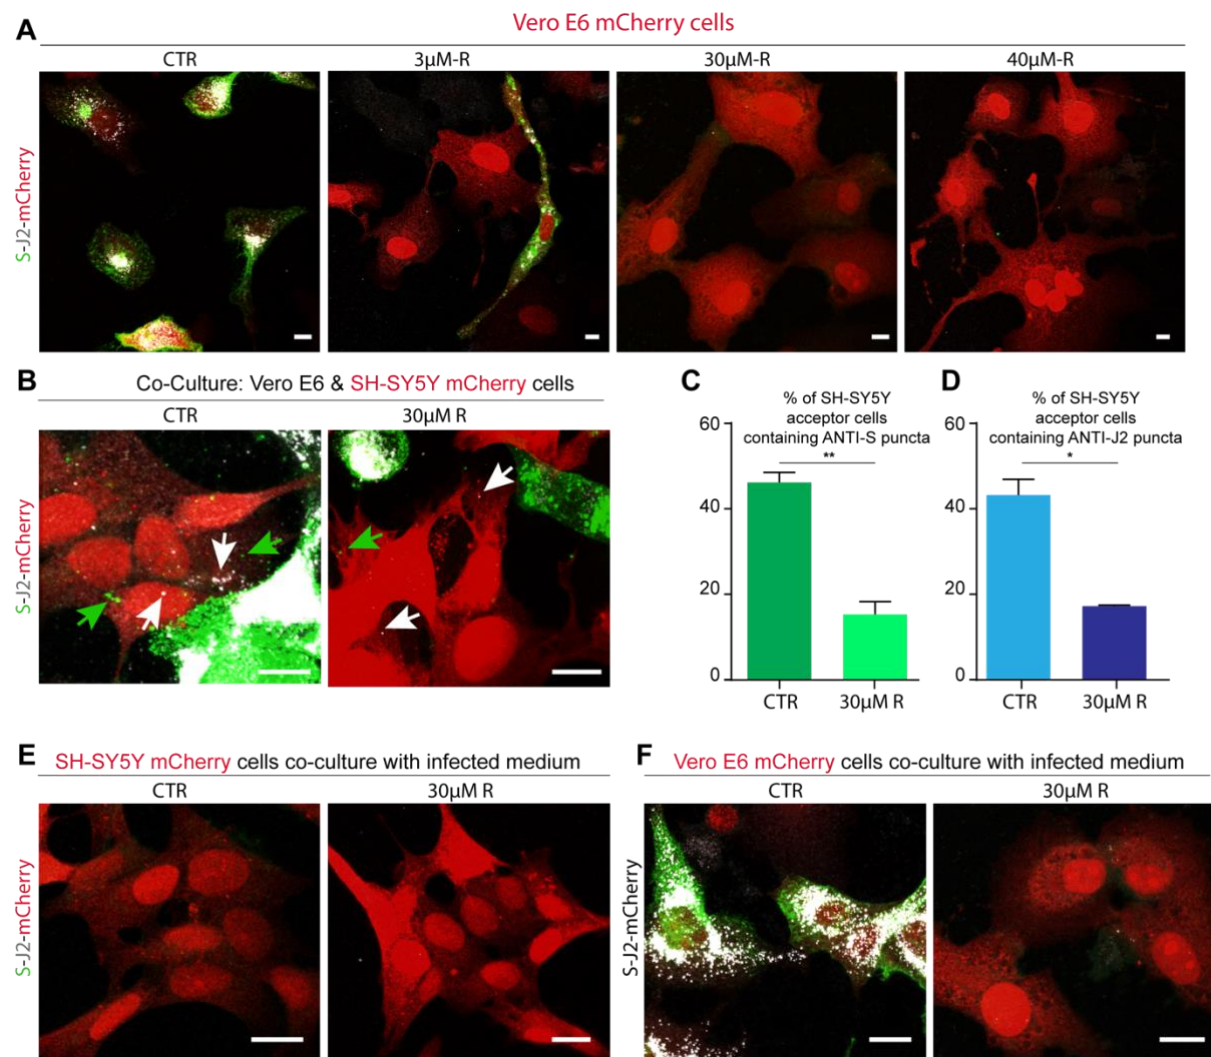 A
Vero E6 mCherry cells
CTR
3µM-R
30µM-R
40µM-R
S-J2-mCherry
B
Co-Culture: Vero E6 & SH-SY5Y mCherry cells
CTR
30µM R
S-J2-mCherry
C
% of SH-SY5Y
acceptor cells
containing ANTI-S puncta
**
60
40
20
0
CTR
30µM R
D
% of SH-SY5Y
acceptor cells
containing ANTI-J2 puncta
*
60
40
20
0
CTR
30µM R
E
SH-SY5Y mCherry cells co-culture with infected medium
CTR
30µM R
S-J2-mCherry
F
Vero E6 mCherry cells co-culture with infected medium
CTR
30µM R
S-J2-mCherry